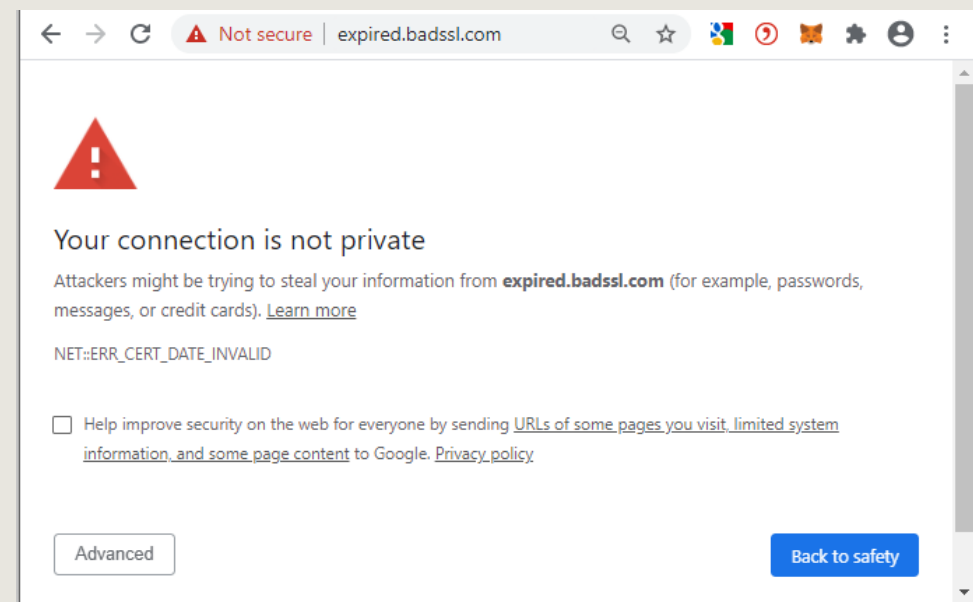 Not secure expired.badssl.com
Your connection is not private
Attackers might be trying to steal your information from expired.badssl.com (for example, passwords,
messages, or credit cards). Learn more
NET::ERR_CERT_DATE_INVALID
Help improve security on the web for everyone by sending URLs of some pages you visit, limited system
information, and some page content to Google. Privacy policy
Advanced
Back to safety